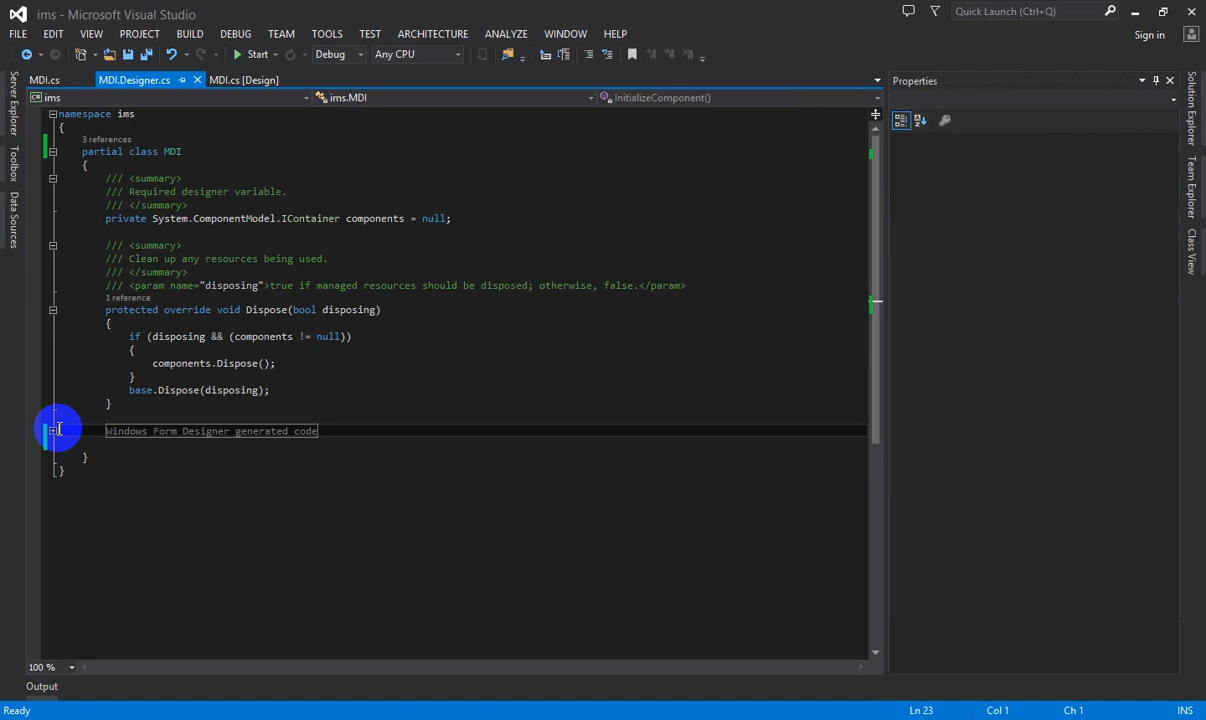 ims - Microsoft Visual Studio
Quick Launch (Ctrl+Q)
FILE EDIT VIEW PROJECT BUILD DEBUG TEAM TOOLS TEST ARCHITECTURE ANALYZE WINDOW HELP
Sign in
Start Debug Any CPU
MDI.cs MDI.Designer.cs MDI.cs [Design]
Properties
ims ims.MDI InitializeComponent()
Server Explorer
Toolbox
Data Sources
Solution Explorer
Team Explorer
Class View
namespace ims
{
3 references
partial class MDI
{
/// <summary>
/// Required designer variable.
/// </summary>
private System.ComponentModel.IContainer components = null;
/// <summary>
/// Clean up any resources being used.
/// </summary>
/// <param name="disposing">true if managed resources should be disposed; otherwise, false.</param>
1 reference
protected override void Dispose(bool disposing)
{
if (disposing && (components != null))
{
components.Dispose();
}
base.Dispose(disposing);
}
Windows Form Designer generated code
}
}
100 %
Output
Ready
Ln 23 Col 1 Ch 1 INS